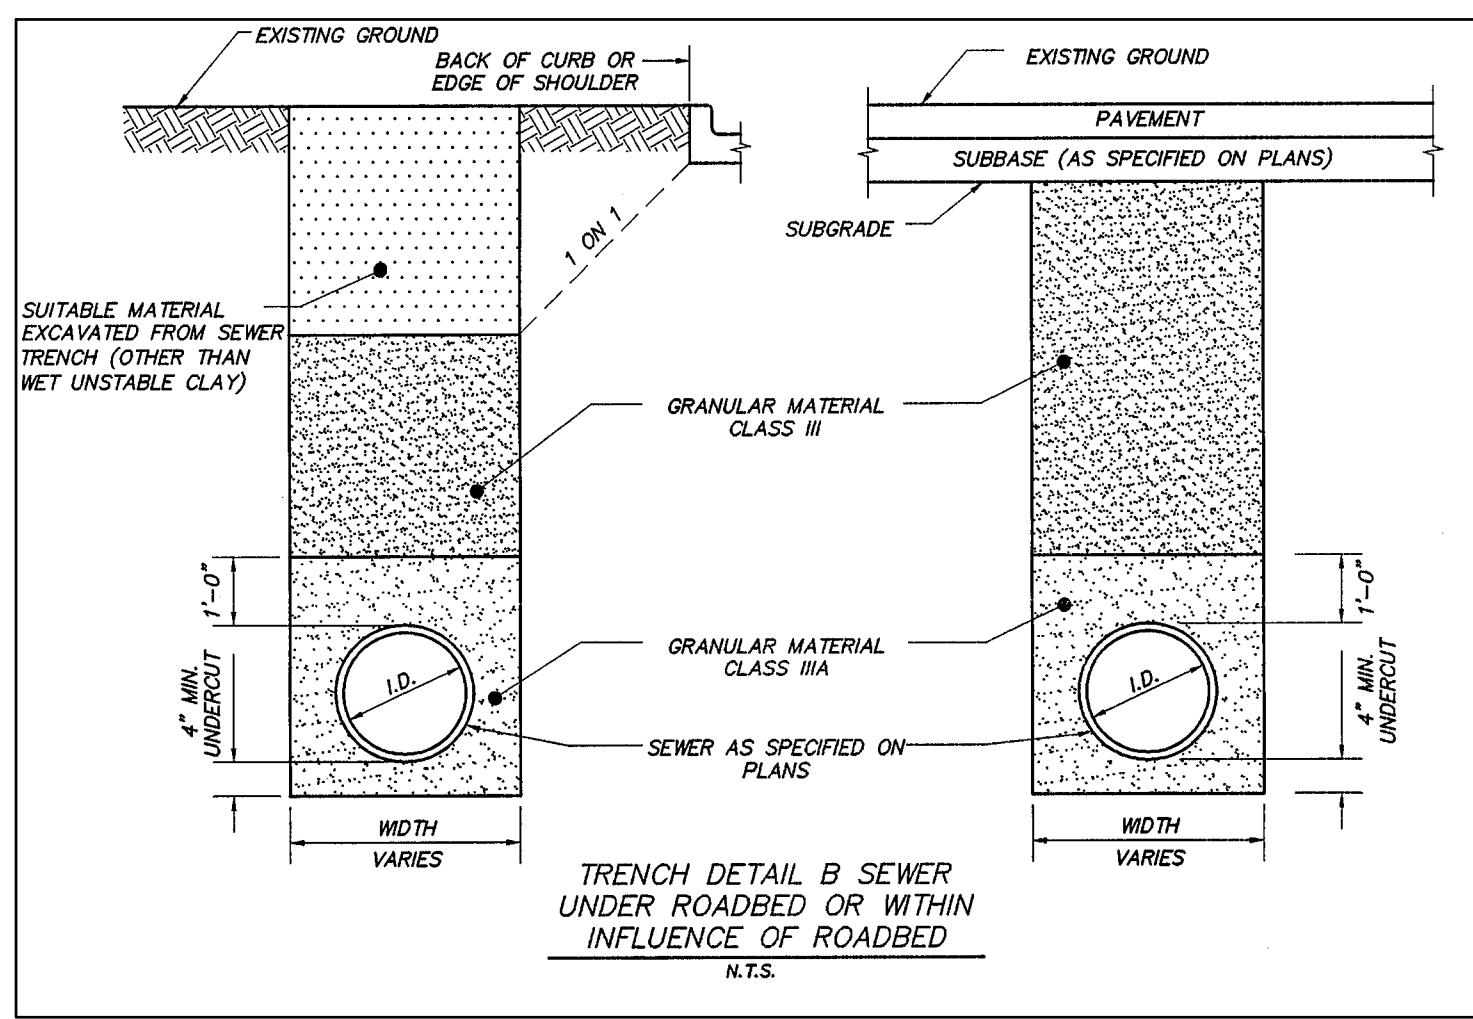 EXISTING GROUND
BACK OF CURB OR
EDGE OF SHOULDER
1 ON 1
SUITABLE MATERIAL
EXCAVATED FROM SEWER
TRENCH (OTHER THAN
WET UNSTABLE CLAY)
EXISTING GROUND
PAVEMENT
SUBBASE (AS SPECIFIED ON PLANS)
SUBGRADE
GRANULAR MATERIAL
CLASS III
1'-0"
4" MIN.
UNDERCUT
I.D.
GRANULAR MATERIAL
CLASS IIIA
SEWER AS SPECIFIED ON
PLANS
I.D.
1'-0"
4" MIN.
UNDERCUT
WIDTH
VARIES
WIDTH
VARIES
TRENCH DETAIL B SEWER
UNDER ROADBED OR WITHIN
INFLUENCE OF ROADBED
N.T.S.